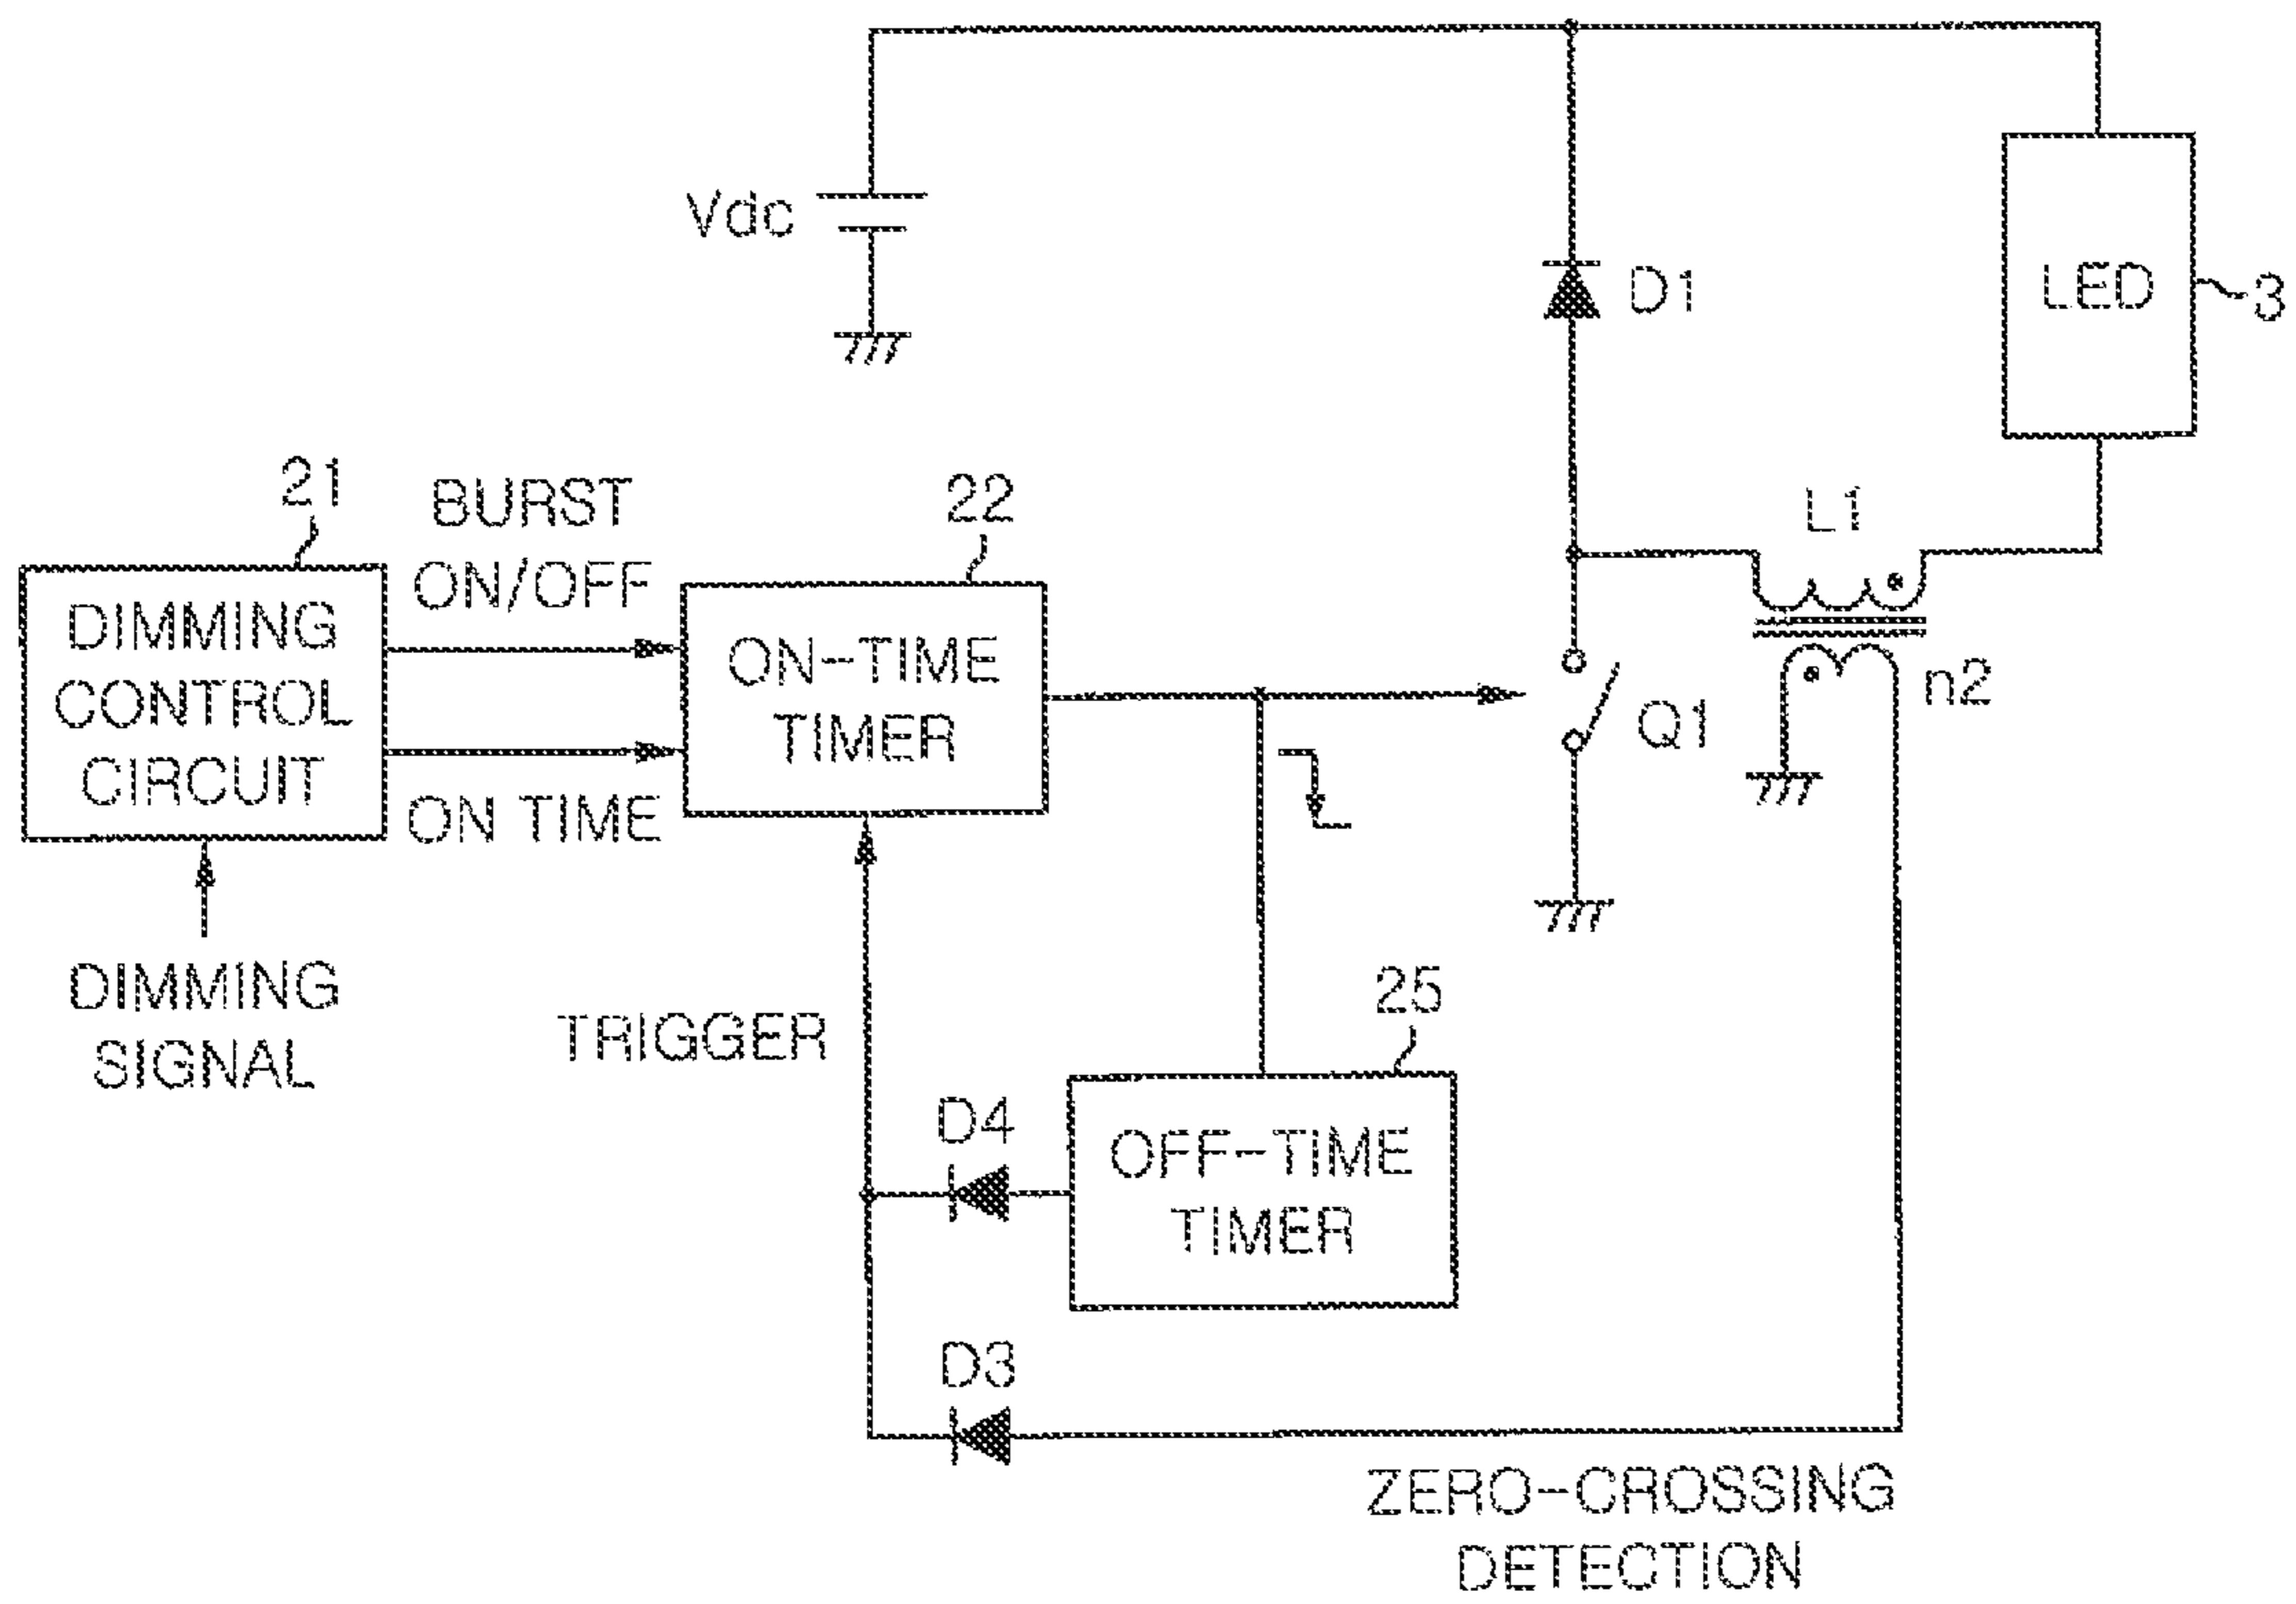 Vdc
D1
LED
3
21
BURST
ON/OFF
22
L1
DIMMING
CONTROL
CIRCUIT
ON-TIME
TIMER
n2
Q1
ON TIME
DIMMING
SIGNAL
TRIGGER
25
D4
OFF-TIME
TIMER
D3
ZERO-CROSSING
DETECTION